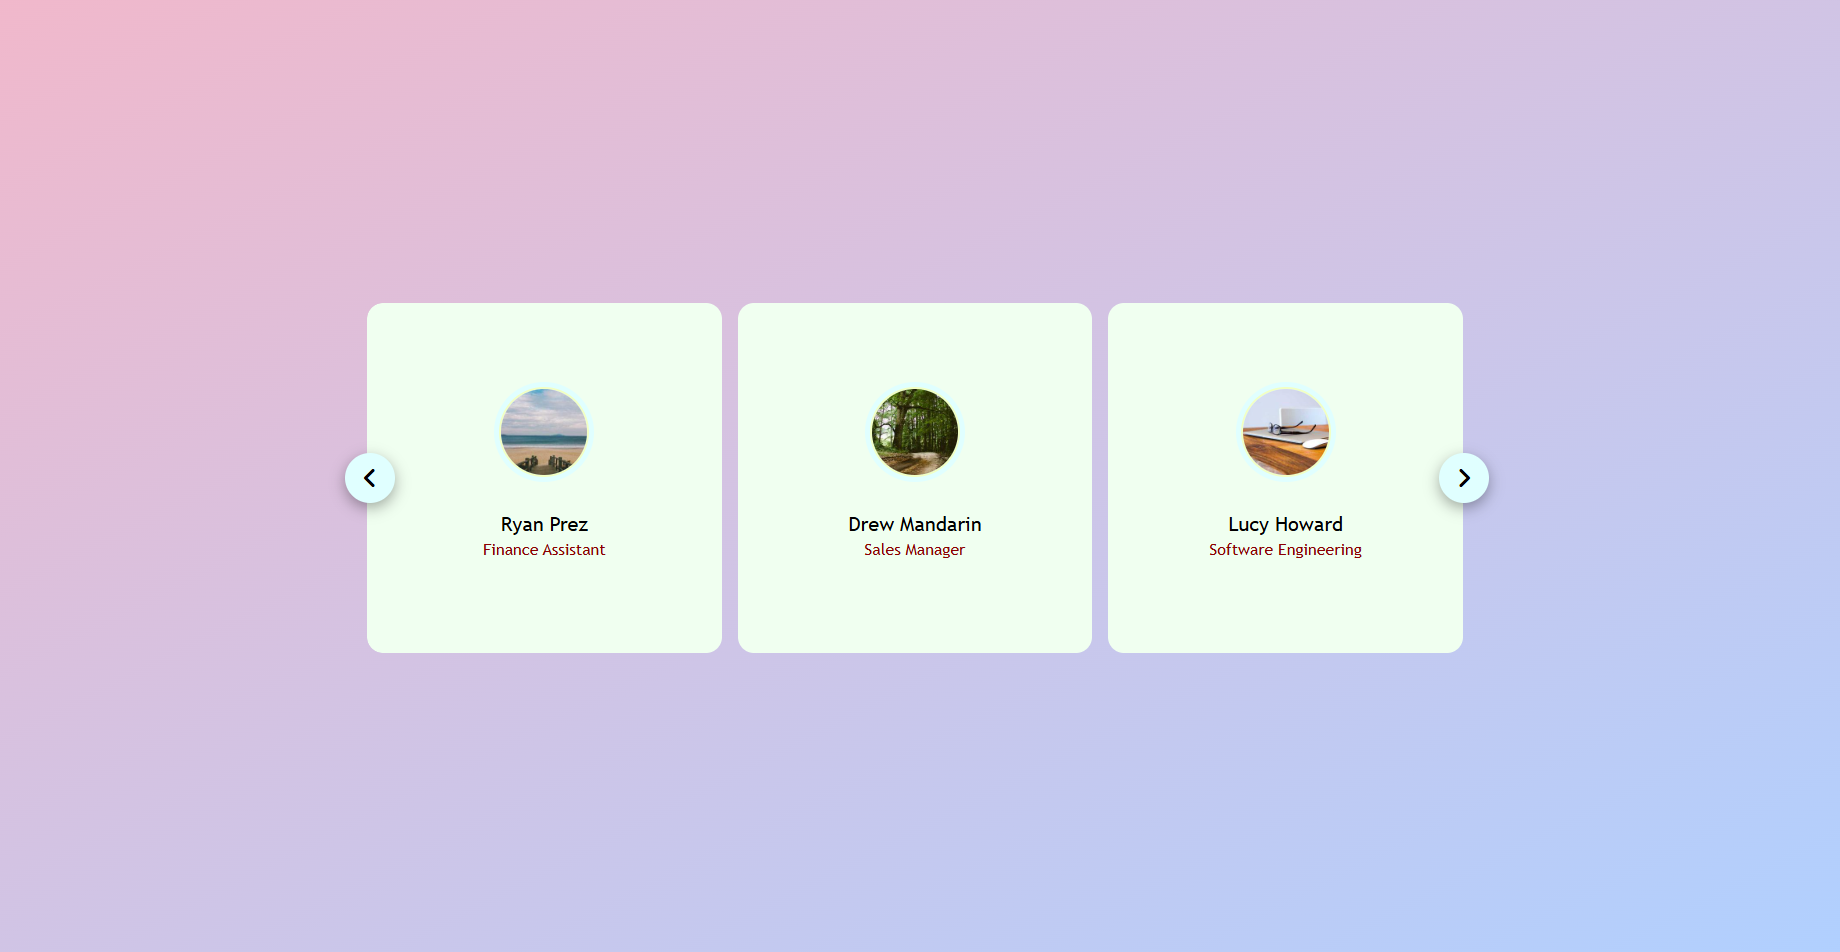 Ryan Prez
Finance Assistant
Drew Mandarin
Sales Manager
Lucy Howard
Software Engineering